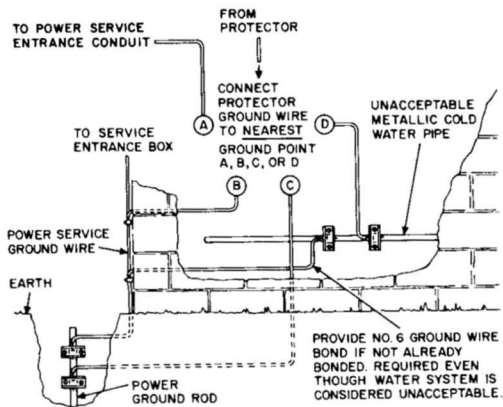 TO POWER SERVICE
ENTRANCE CONDUIT
FROM
PROTECTOR
CONNECT
PROTECTOR
GROUND WIRE
TO NEAREST
GROUND POINT
A, B, C, OR D
A
D
B
C
UNACCEPTABLE
METALLIC COLD
WATER PIPE
TO SERVICE
ENTRANCE BOX
POWER SERVICE
GROUND WIRE
EARTH
POWER
GROUND ROD
PROVIDE NO. 6 GROUND WIRE
BOND IF NOT ALREADY
BONDED. REQUIRED EVEN
THOUGH WATER SYSTEM IS
CONSIDERED UNACCEPTABLE.